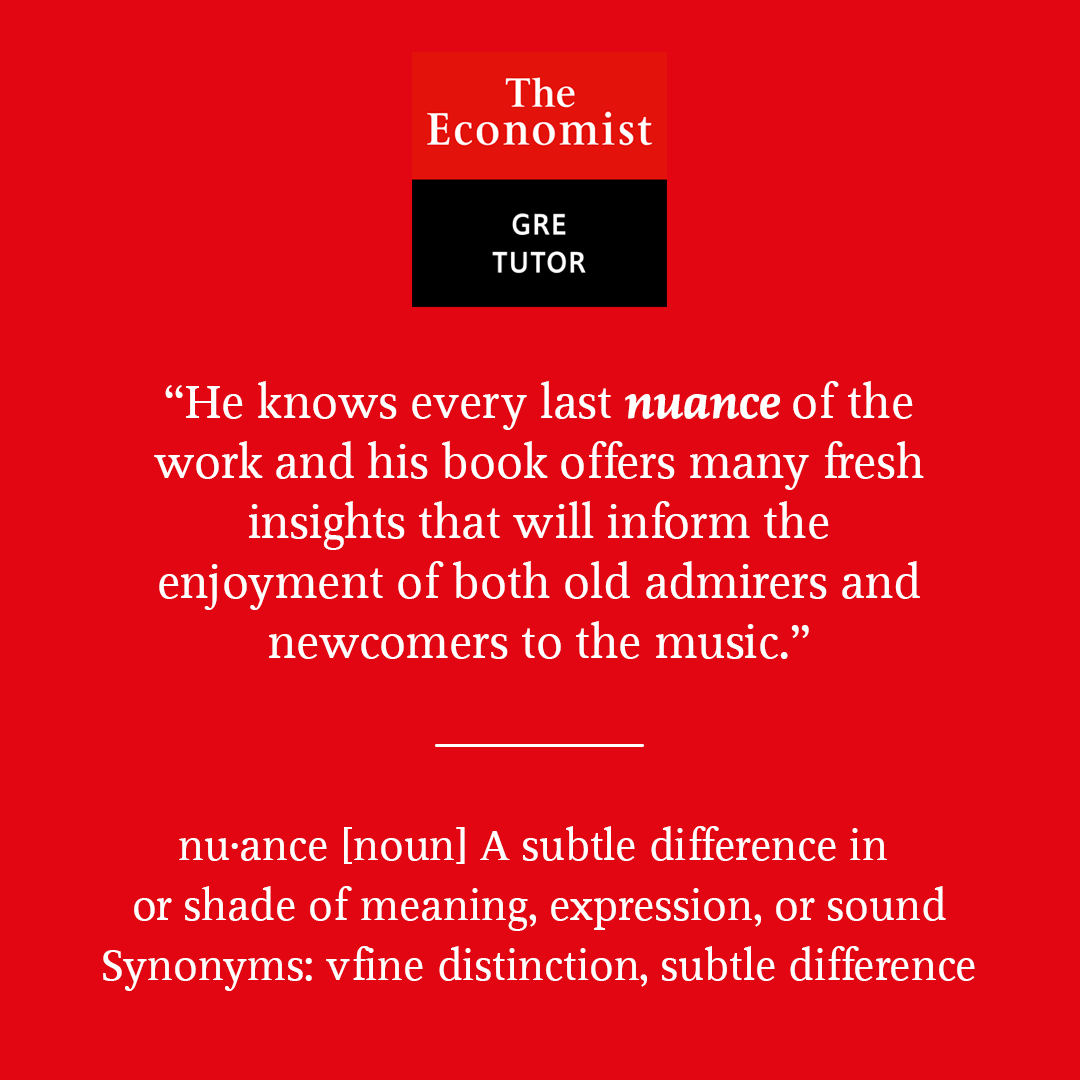 The
Economist
GRE
TUTOR
“He knows every last nuance of the
work and his book offers many fresh
insights that will inform the
enjoyment of both old admirers and
newcomers to the music.”
nu·ance [noun] A subtle difference in
or shade of meaning, expression, or sound
Synonyms: vfine distinction, subtle difference